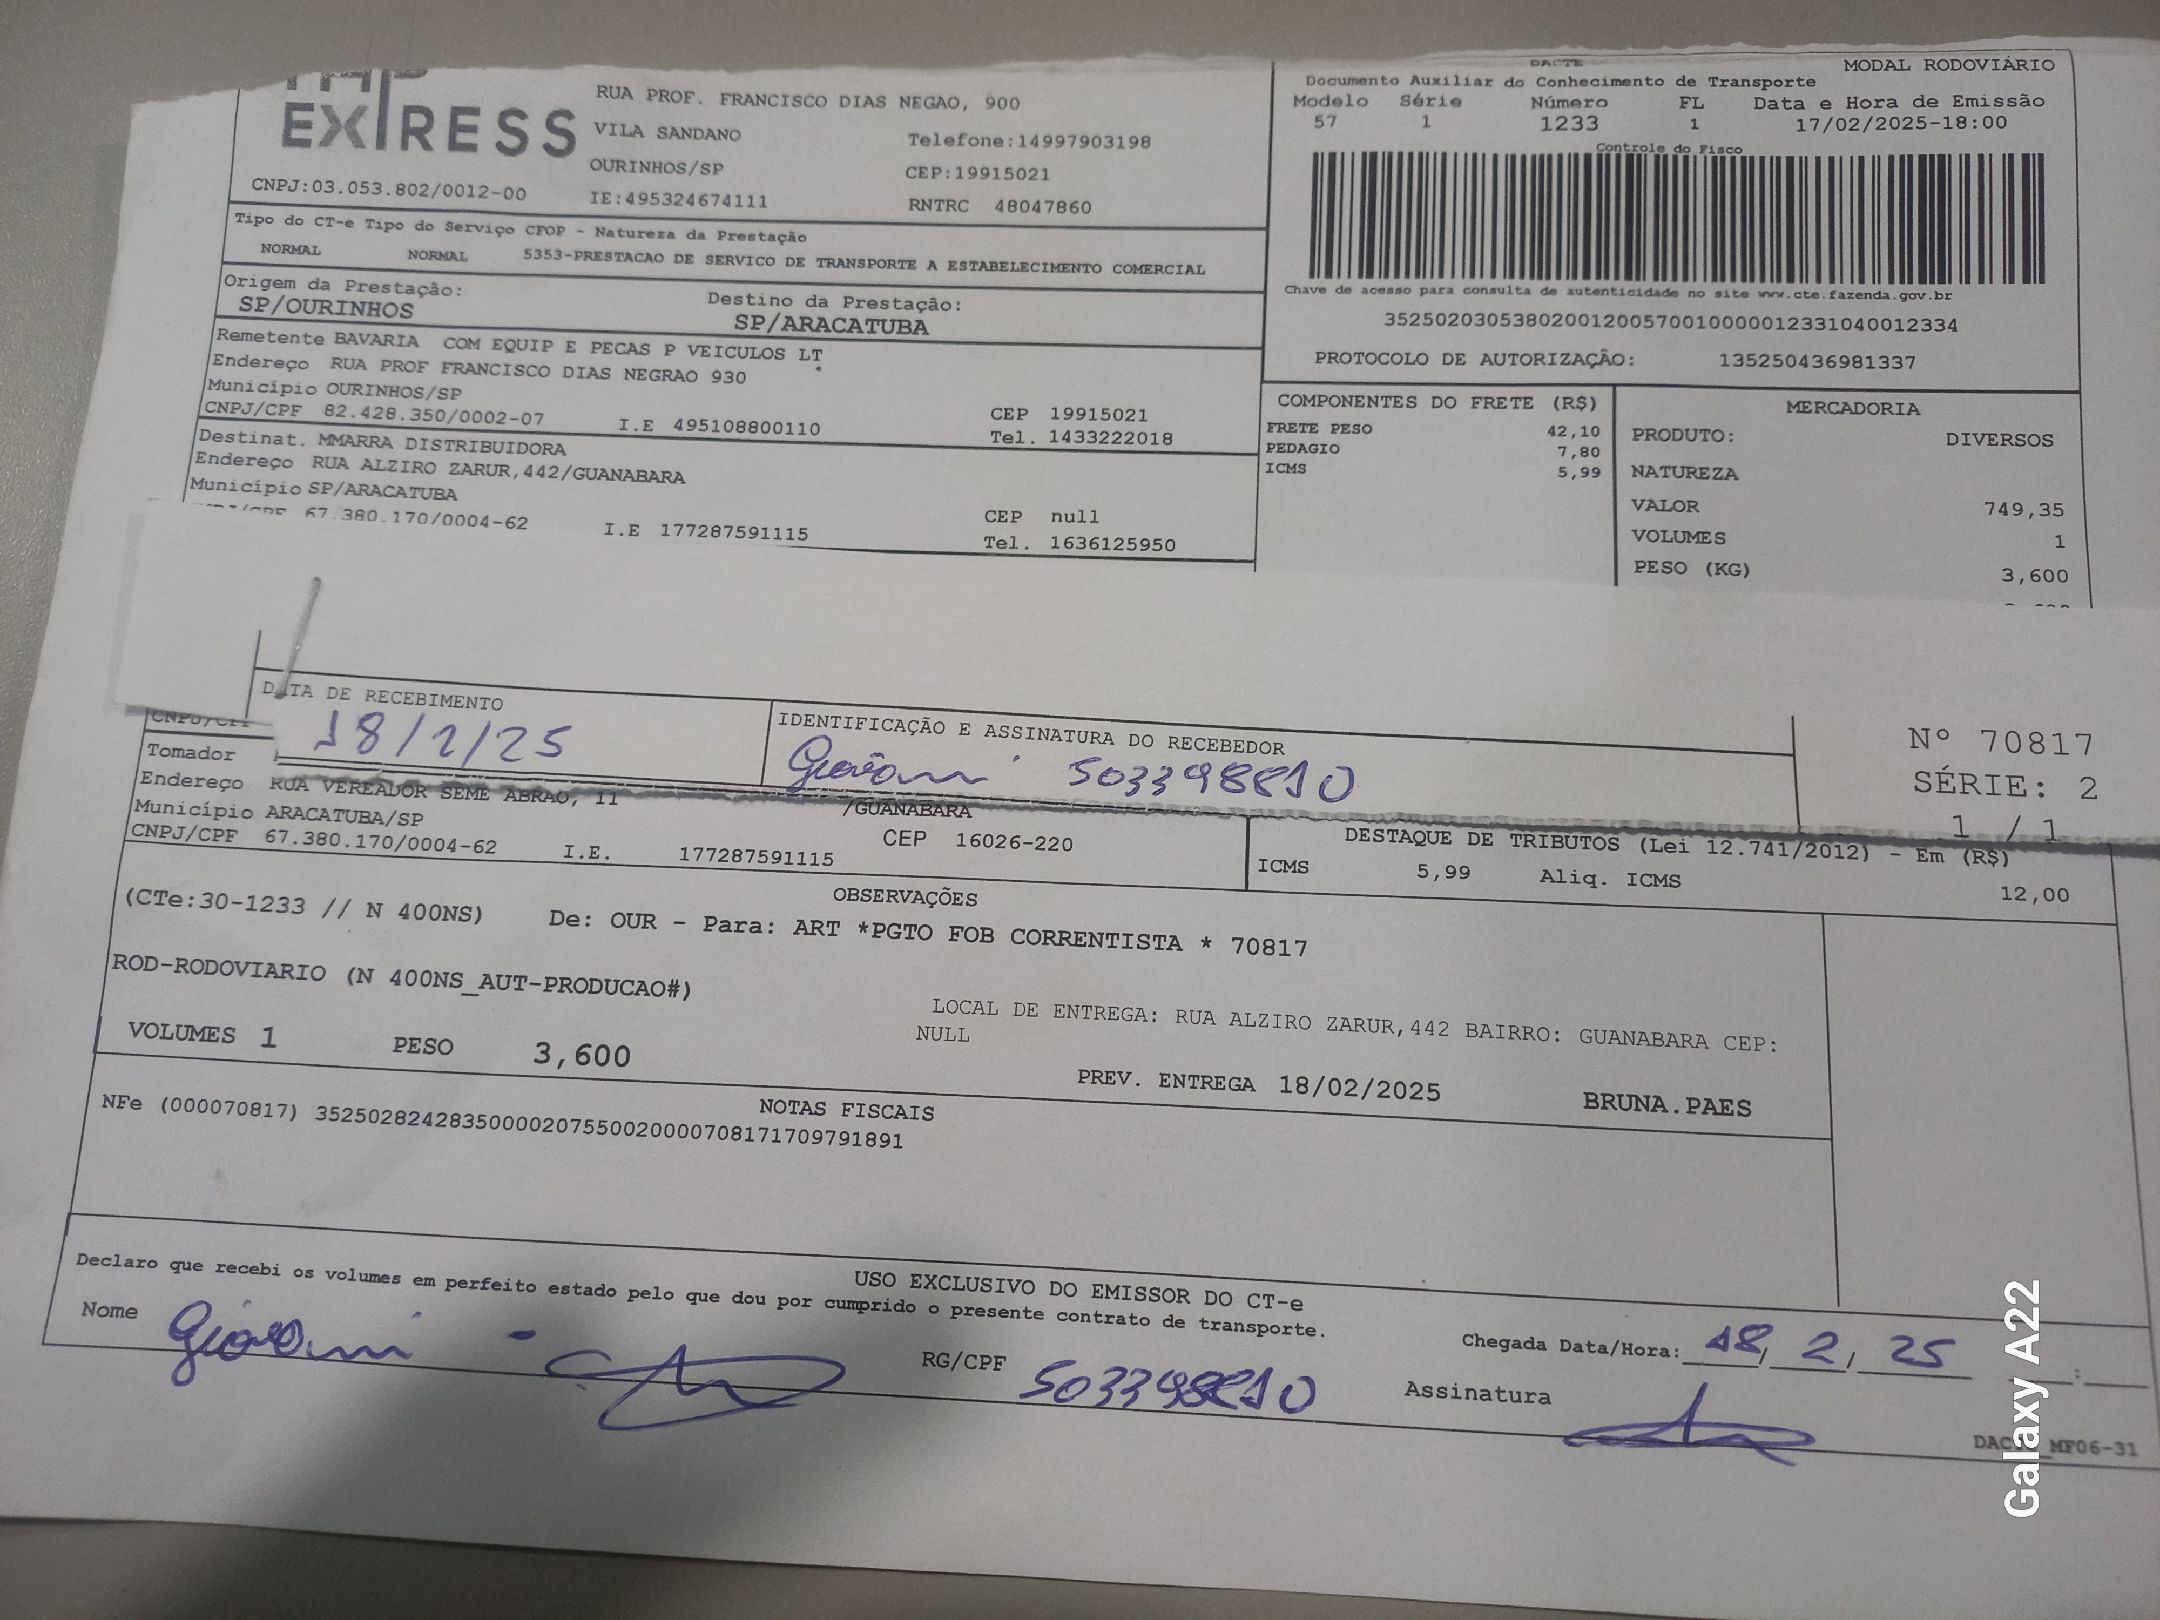 EXPRESS
RUA PROF. FRANCISCO DIAS NEGAO, 900
VILA SANDANO
Telefone:14997903198
OURINHOS/SP
CEP:19915021
CNPJ:03.053.802/0012-00
IE:495324674111
RNTRC 48047860
DACTE
MODAL RODOVIÁRIO
Documento Auxiliar do Conhecimento de Transporte
Modelo Série Número FL Data e Hora de Emissão
57 1 1233 1 17/02/2025-18:00
Controle do Fisco
Chave de acesso para consulta de autenticidade no site www.cte.fazenda.gov.br
35250203053802001200570010000012331040012334
PROTOCOLO DE AUTORIZAÇÃO: 135250436981337
Tipo do CT-e Tipo do Serviço CFOP - Natureza da Prestação
NORMAL NORMAL 5353-PRESTACAO DE SERVICO DE TRANSPORTE A ESTABELECIMENTO COMERCIAL
Origem da Prestação:
SP/OURINHOS
Destino da Prestação:
SP/ARACATUBA
Remetente BAVARIA COM EQUIP E PECAS P VEICULOS LT
Endereço RUA PROF FRANCISCO DIAS NEGRAO 930
Município OURINHOS/SP
CEP 19915021
CNPJ/CPF 82.428.350/0002-07 I.E 495108800110
Tel. 1433222018
Destinat. MMARRA DISTRIBUIDORA
Endereço RUA ALZIRO ZARUR,442/GUANABARA
Município SP/ARACATUBA
CEP null
67.380.170/0004-62 I.E 177287591115
Tel. 1636125950
COMPONENTES DO FRETE (R$)
FRETE PESO 42,10
PEDAGIO 7,80
ICMS 5,99
MERCADORIA
PRODUTO: DIVERSOS
NATUREZA
VALOR 749,35
VOLUMES 1
PESO (KG) 3,600
DATA DE RECEBIMENTO
18/2/25
IDENTIFICAÇÃO E ASSINATURA DO RECEBEDOR
Giovani 503398810
Nº 70817
SÉRIE: 2
1 / 1
CNPJ/CPF
Tomador
Endereço RUA VEREADOR SEME ABRAO, 11 /GUANABARA
Município ARACATUBA/SP
CEP 16026-220
CNPJ/CPF 67.380.170/0004-62 I.E. 177287591115
DESTAQUE DE TRIBUTOS (Lei 12.741/2012) - Em (R$)
ICMS 5,99 Aliq. ICMS 12,00
OBSERVAÇÕES
(CTe:30-1233 // N 400NS) De: OUR - Para: ART *PGTO FOB CORRENTISTA * 70817
ROD-RODOVIARIO (N 400NS_AUT-PRODUCAO#)
LOCAL DE ENTREGA: RUA ALZIRO ZARUR,442 BAIRRO: GUANABARA CEP:
NULL
VOLUMES 1 PESO 3,600
PREV. ENTREGA 18/02/2025 BRUNA.PAES
NOTAS FISCAIS
NFe (000070817) 35250282428350000207550020000708171709791891
USO EXCLUSIVO DO EMISSOR DO CT-e
Declaro que recebi os volumes em perfeito estado pelo que dou por cumprido o presente contrato de transporte.
Nome Giovani
RG/CPF 503398810
Chegada Data/Hora: 18/2/25 :
Assinatura
MF06-31
Galaxy A22